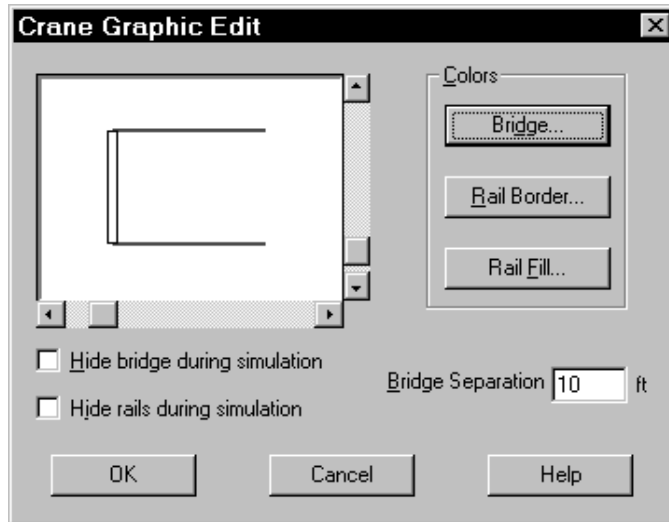 Crane Graphic Edit
Colors
Bridge...
Rail Border...
Rail Fill...
Hide bridge during simulation
Bridge Separation 10 ft
Hide rails during simulation
OK Cancel Help